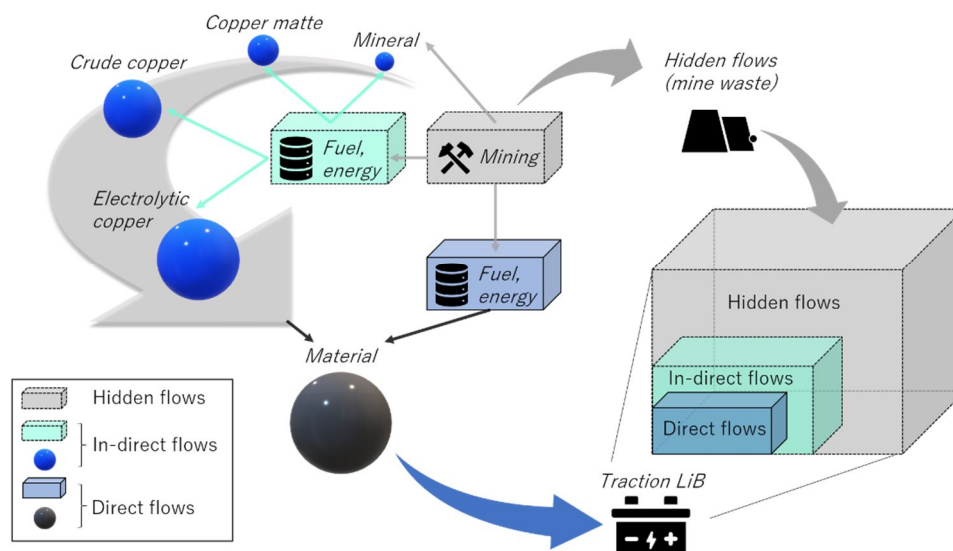 Copper matte
Mineral
Crude copper
Hidden flows
(mine waste)
Fuel,
energy
Mining
Electrolytic
copper
Fuel,
energy
Hidden flows
Material
In-direct flows
Direct flows
Hidden flows
In-direct flows
Direct flows
Traction LiB